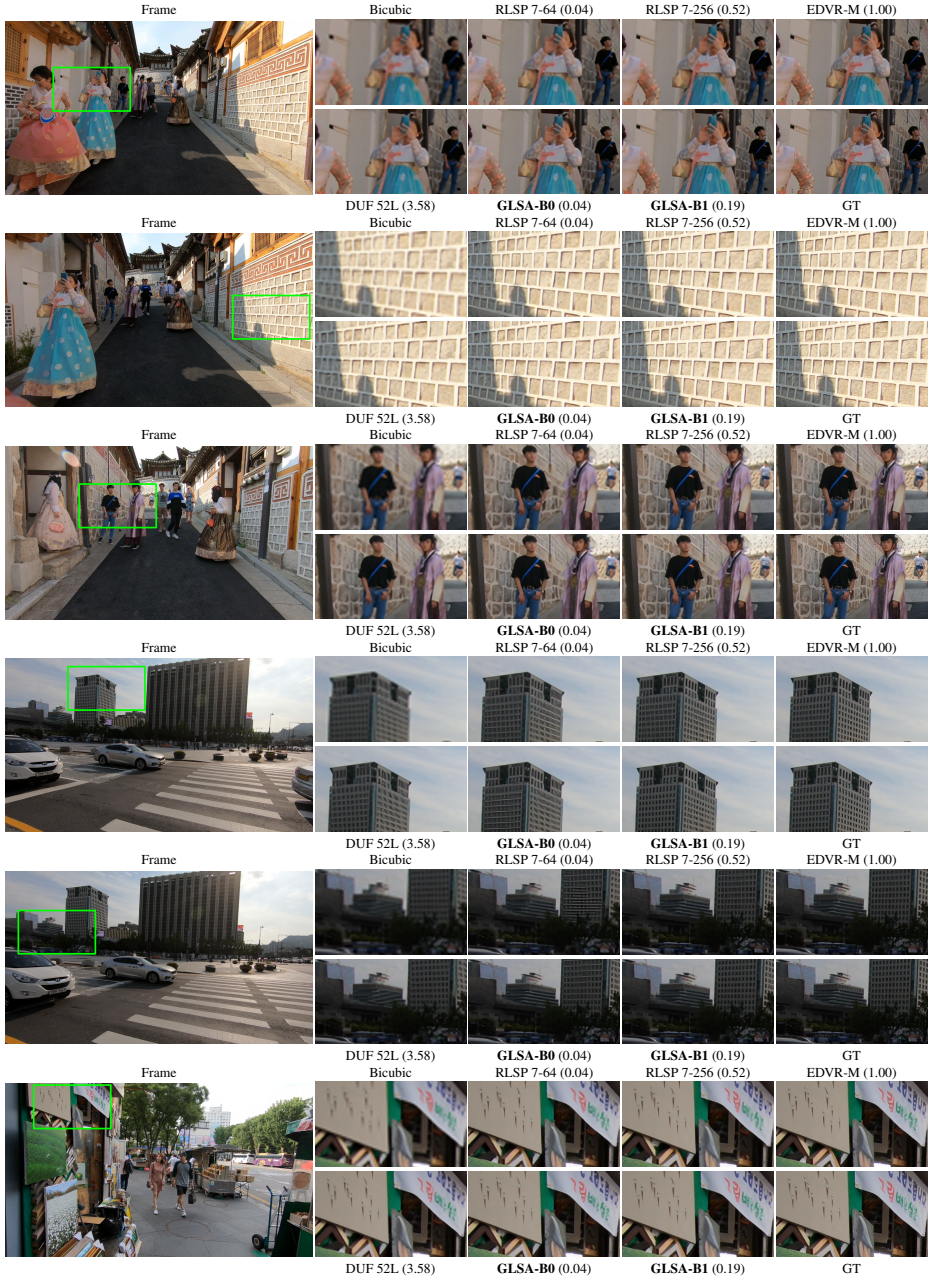 Frame Bicubic RLSP 7-64 (0.04) RLSP 7-256 (0.52) EDVR-M (1.00)
DUF 52L (3.58) GLSA-B0 (0.04) GLSA-B1 (0.19) GT
Frame Bicubic RLSP 7-64 (0.04) RLSP 7-256 (0.52) EDVR-M (1.00)
DUF 52L (3.58) GLSA-B0 (0.04) GLSA-B1 (0.19) GT
Frame Bicubic RLSP 7-64 (0.04) RLSP 7-256 (0.52) EDVR-M (1.00)
DUF 52L (3.58) GLSA-B0 (0.04) GLSA-B1 (0.19) GT
Frame Bicubic RLSP 7-64 (0.04) RLSP 7-256 (0.52) EDVR-M (1.00)
DUF 52L (3.58) GLSA-B0 (0.04) GLSA-B1 (0.19) GT
Frame Bicubic RLSP 7-64 (0.04) RLSP 7-256 (0.52) EDVR-M (1.00)
DUF 52L (3.58) GLSA-B0 (0.04) GLSA-B1 (0.19) GT
Frame Bicubic RLSP 7-64 (0.04) RLSP 7-256 (0.52) EDVR-M (1.00)
DUF 52L (3.58) GLSA-B0 (0.04) GLSA-B1 (0.19) GT